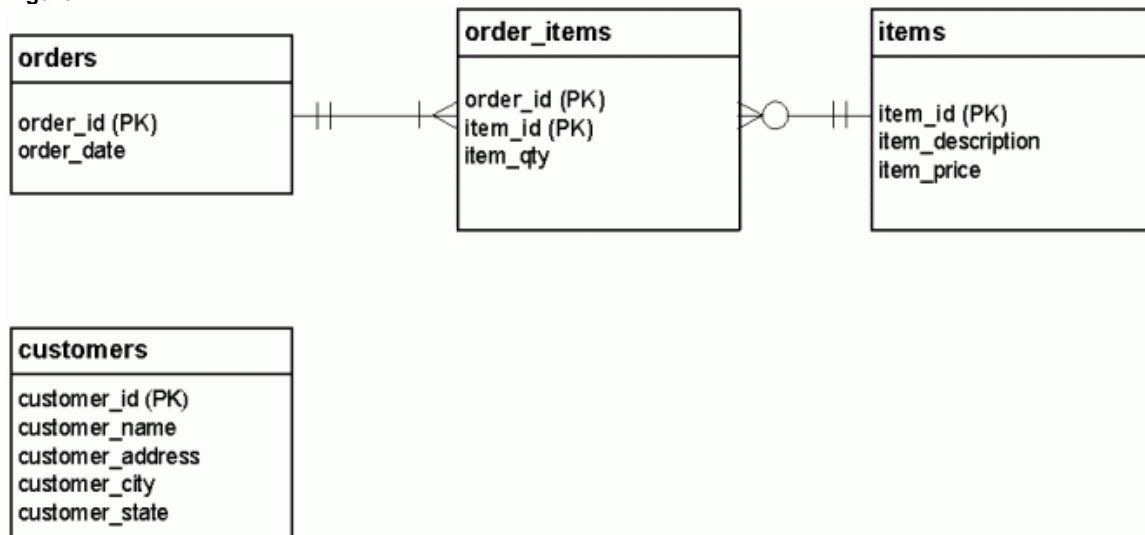 orders
order_id (PK)
order_date
order_items
order_id (PK)
item_id (PK)
item_qty
items
item_id (PK)
item_description
item_price
customers
customer_id (PK)
customer_name
customer_address
customer_city
customer_state